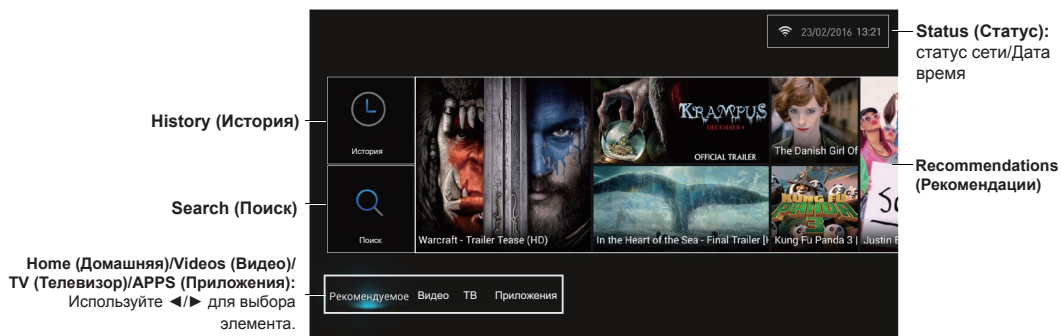 23/02/2016 13:21
Status (Статус):
статус сети/Дата
время
History (История)
История
KRAMPUS
DECEMBER 4
OFFICIAL TRAILER
The Danish Girl Of
Recommendations
(Рекомендации)
Search (Поиск)
Поиск
Warcraft - Trailer Tease (HD)
In the Heart of the Sea - Final Trailer [
KUNG FU
PANDA
3
Kung Fu Panda 3 |
Justin
Home (Домашняя)/Videos (Видео)/
TV (Телевизор)/APPS (Приложения):
Используйте ◄/► для выбора
элемента.
Рекомендуемое Видео ТВ Приложения